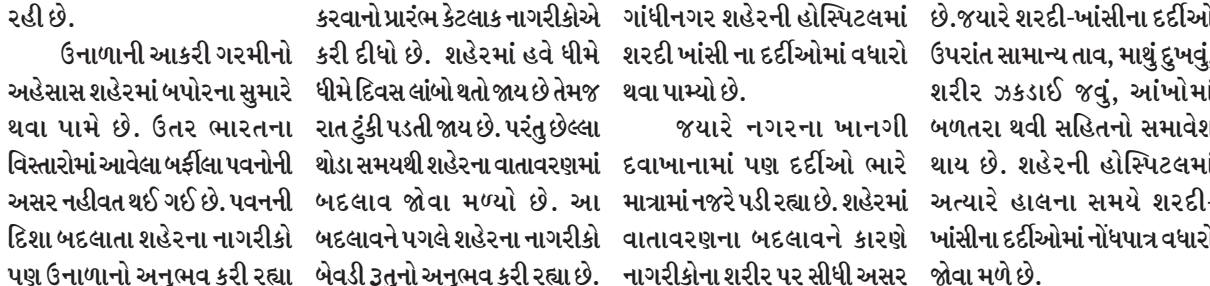 રહી છે.
ઉનાળાની આકરી ગરમીનો
અહેસાસ શહેરમાં બપોરના સુમારે
થવા પામે છે. ઉતર ભારતના
વિસ્તારોમાં આવેલા બર્ફીલા પવનોની
અસર નહીવત થઈ ગઈ છે. પવનની
દિશા બદલાતા શહેરના નાગરીકો
પણ ઉનાળાનો અનુભવ કરી રહ્યા
કરવાનો પ્રારંભ કેટલાક નાગરીકોએ
કરી દીધો છે. શહેરમાં હવે ધીમે
ધીમે દિવસ લાંબો થતો જાય છે તેમજ
રાત ટુંકી પડતી જાય છે. પરંતુ છેલ્લા
થોડા સમયથી શહેરના વાતાવરણમાં
બદલાવ જોવા મળ્યો છે. આ
બદલાવને પગલે શહેરના નાગરીકો
બેવડી રૂતુનો અનુભવ કરી રહ્યા છે.
ગાંધીનગર શહેરની હોસ્પિટલમાં
શરદી ખાંસી ના દર્દીઓમાં વધારો
થવા પામ્યો છે.
જયારે નગરના ખાનગી
દવાખાનામાં પણ દર્દીઓ ભારે
માત્રામાં નજરે પડી રહ્યા છે. શહેરમાં
વાતાવરણના બદલાવને કારણે
નાગરીકોના શરીર પર સીધી અસર
છે.જયારે શરદી-ખાંસીના દર્દીઓ
ઉપરાંત સામાન્ય તાવ, માથું દુખવું,
શરીર ઝકડાઈ જવું, આંખોમાં
બળતરા થવી સહિતનો સમાવેશ
થાય છે. શહેરની હોસ્પિટલમાં
અત્યારે હાલના સમયે શરદી-
ખાંસીના દર્દીઓમાં નોંધપાત્ર વધારો
જોવા મળે છે.